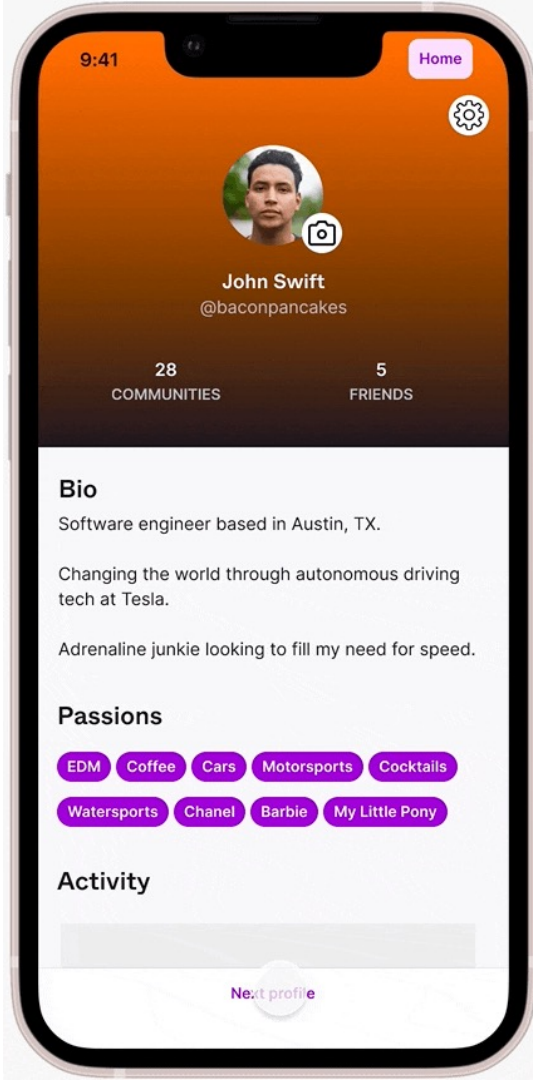 9:41
Home
John Swift
@baconpancakes
28
5
COMMUNITIES
FRIENDS
Bio
Software engineer based in Austin, TX.
Changing the world through autonomous driving
tech at Tesla.
Adrenaline junkie looking to fill my need for speed.
Passions
EDM Coffee Cars Motorsports Cocktails
Watersports Chanel Barbie My Little Pony
Activity
Next profile